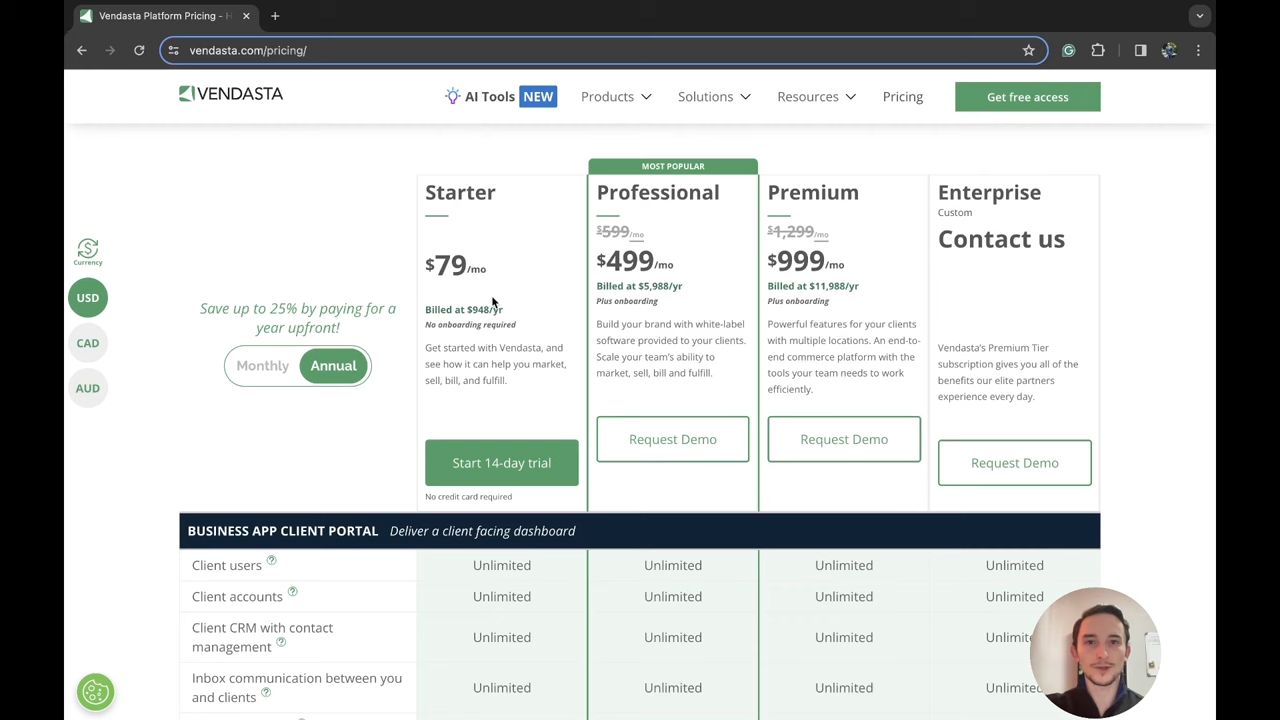 Vendasta Platform Pricing - H
vendasta.com/pricing/
VENDASTA
AI Tools NEW
Products
Solutions
Resources
Pricing
Get free access
Currency
USD
CAD
AUD
Save up to 25% by paying for a
year upfront!
Monthly
Annual
Starter
$79/mo
Billed at $948/yr
No onboarding required
Get started with Vendasta, and
see how it can help you market,
sell, bill, and fulfill.
Start 14-day trial
No credit card required
MOST POPULAR
Professional
$599/mo
$499/mo
Billed at $5,988/yr
Plus onboarding
Build your brand with white-label
software provided to your clients.
Scale your team's ability to
market, sell, bill and fulfill.
Request Demo
Premium
$1,299/mo
$999/mo
Billed at $11,988/yr
Plus onboarding
Powerful features for your clients
with multiple locations. An end-to-
end commerce platform with the
tools your team needs to work
efficiently.
Request Demo
Enterprise
Custom
Contact us
Vendasta's Premium Tier
subscription gives you all of the
benefits our elite partners
experience every day.
Request Demo
BUSINESS APP CLIENT PORTAL Deliver a client facing dashboard
Client users ? Unlimited Unlimited Unlimited Unlimited
Client accounts ? Unlimited Unlimited Unlimited Unlimited
Client CRM with contact
management ?
Unlimited Unlimited Unlimited Unlimi
Inbox communication between you
and clients ?
Unlimited Unlimited Unlimited Unlimi